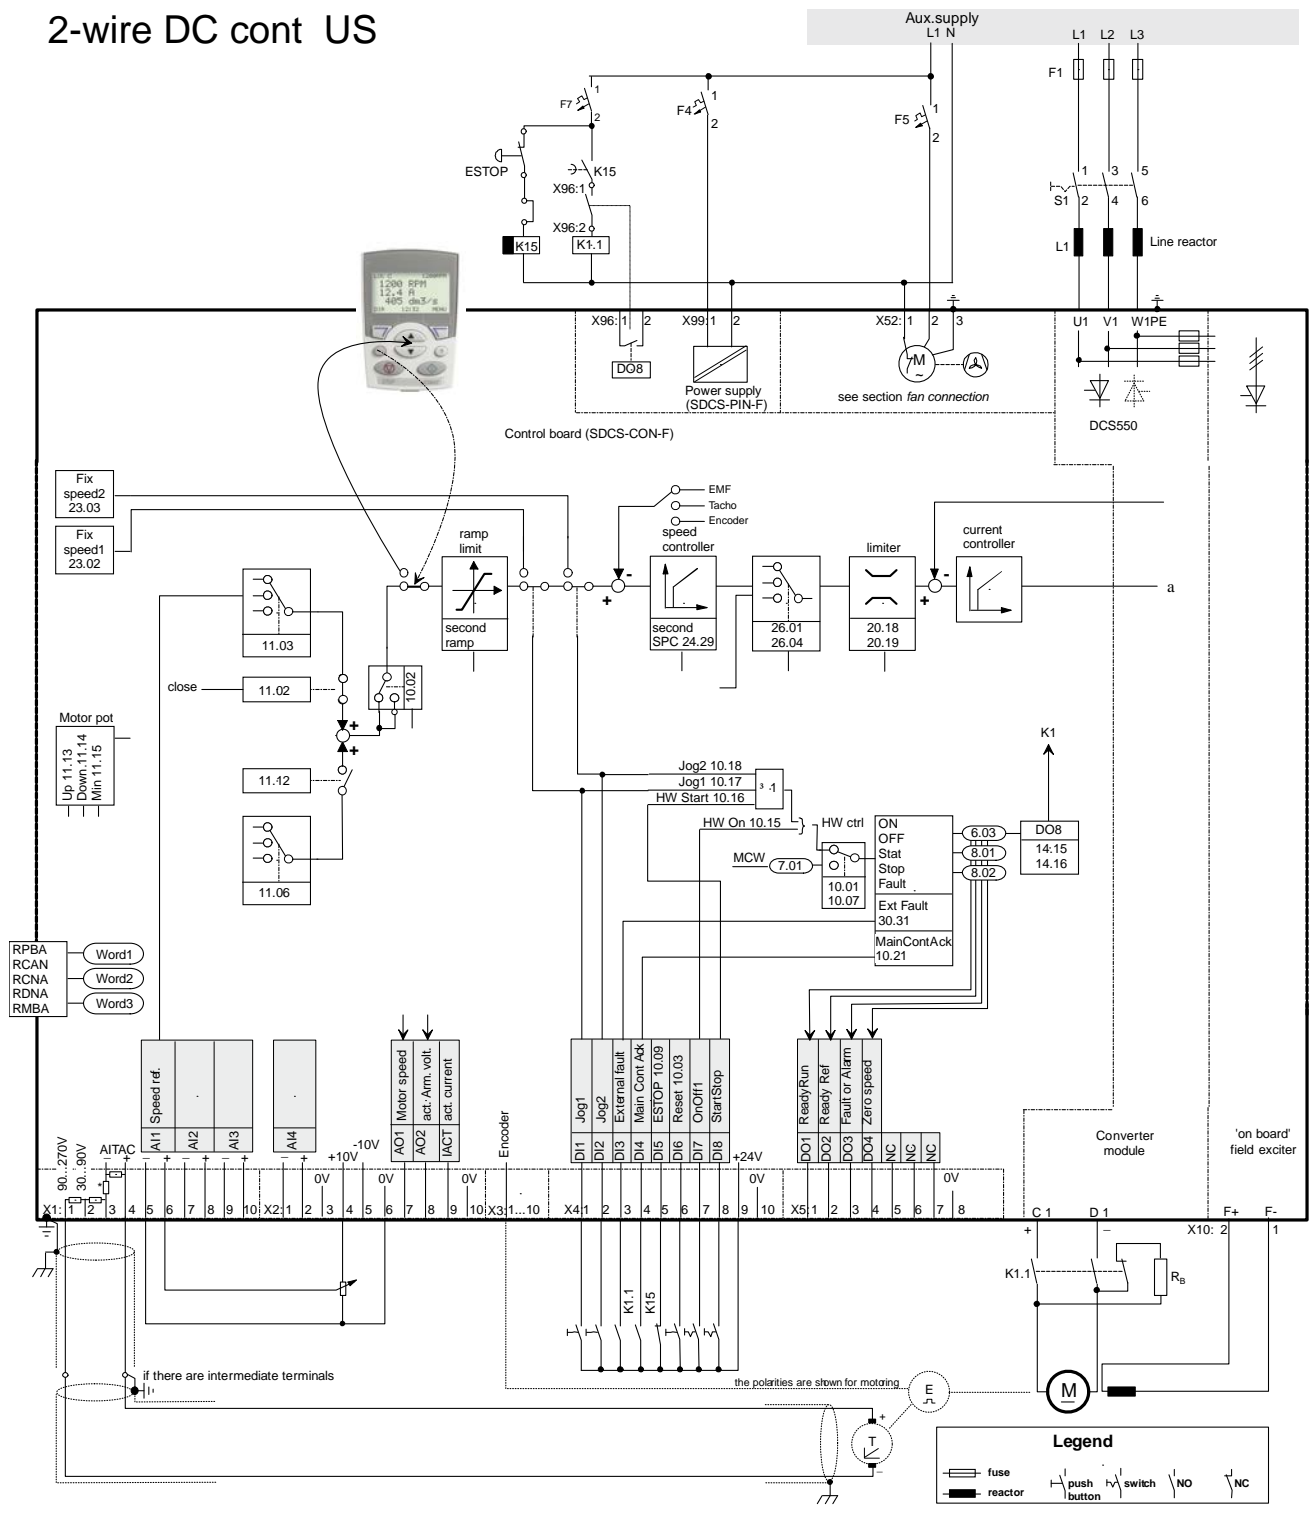 2-wire DC cont US
Aux.supply
L1 N
L1 L2 L3
F1
F7 1 2
F4 1 2
F5 1 2
ESTOP
K15
X96:1
X96:2
K15
K1.1
S1 1 2 3 4 5 6
L1
Line reactor
1200 RPM
12.4 A
405 dm3/s
X96: 1 2
X99:1 2
X52: 1 2 3
U1 V1 W1PE
DO8
M
~
Power supply
(SDCS-PIN-F)
see section fan connection
DCS550
Control board (SDCS-CON-F)
Fix
speed2
23.03
Fix
speed1
23.02
EMF
Tacho
Encoder
ramp
limit
speed
controller
limiter
current
controller
- + - +
a
second
ramp
second
SPC 24.29
26.01
26.04
20.18
20.19
11.03
close
11.02
10.02
+
+
Motor pot
Up 11.13
Down.11.14
Min 11.15
11.12
11.06
K1
Jog2 10.18
Jog1 10.17
HW Start 10.16
3 1
HW On 10.15
HW ctrl
MCW
7.01
10.01
10.07
ON
OFF
Stat
Stop
Fault
Ext Fault
30.31
MainContAck
10.21
6.03
8.01
8.02
DO8
14.15
14.16
RPBA
RCAN
RCNA
RDNA
RMBA
Word1
Word2
Word3
90...270V
30...90V
AITAC
AI1 Speed ref.
AI2
AI3
AI4
+10V
-10V
AO1 Motor speed
AO2 act. Arm. volt.
IACT act. current
Encoder
DI1 Jog1
DI2 Jog2
DI3 External fault
DI4 Main Cont Ack
DI5 ESTOP 10.09
DI6 Reset 10.03
DI7 OnOff1
DI8 StartStop
+24V
DO1 ReadyRun
DO2 Ready Ref
DO3 Fault or Alarm
DO4 Zero speed
NC
NC
NC
Converter
module
'on board'
field exciter
0V 0V 0V 0V
X1: 1 2 3 4 5 6 7 8 9 10
X2:1 2 3 4 5 6 7 8 9 10
X3:1...10
X4:1 2 3 4 5 6 7 8 9 10
X5:1 2 3 4 5 6 7 8
C 1 D 1
+ −
X10: 2 1
F+ F-
K1.1
K15
K1.1
RB
if there are intermediate terminals
the polarities are shown for motoring
E
M
T
+
−
Legend
fuse
reactor
push
button
switch
NO
NC